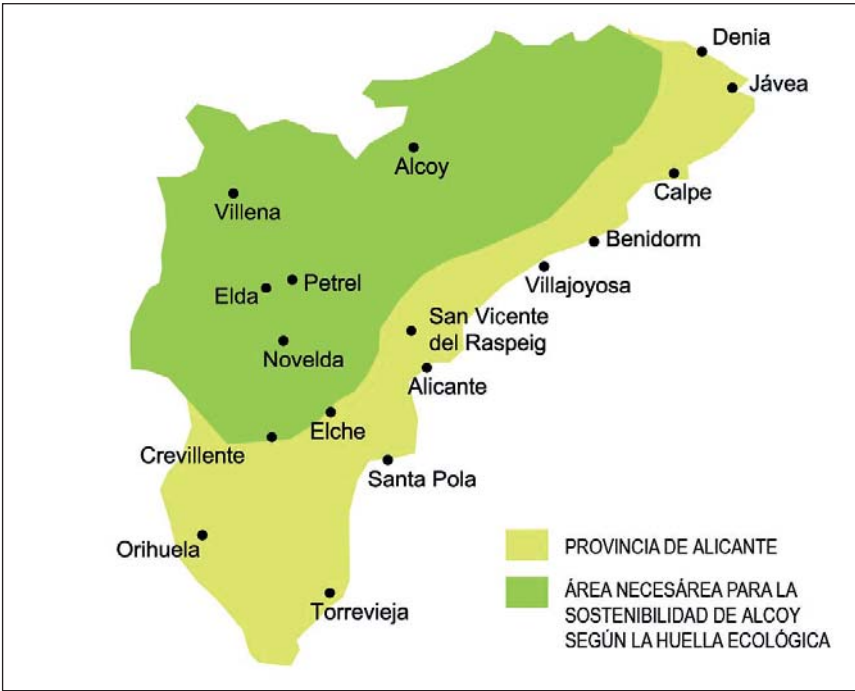 Denia
Jávea
Alcoy
Calpe
Villena
Benidorm
Villajoyosa
Elda
Petrel
San Vicente
del Raspeig
Novelda
Alicante
Elche
Crevillente
Santa Pola
Orihuela
Torrevieja
PROVINCIA DE ALICANTE
ÁREA NECESÁREA PARA LA
SOSTENIBILIDAD DE ALCOY
SEGÚN LA HUELLA ECOLÓGICA